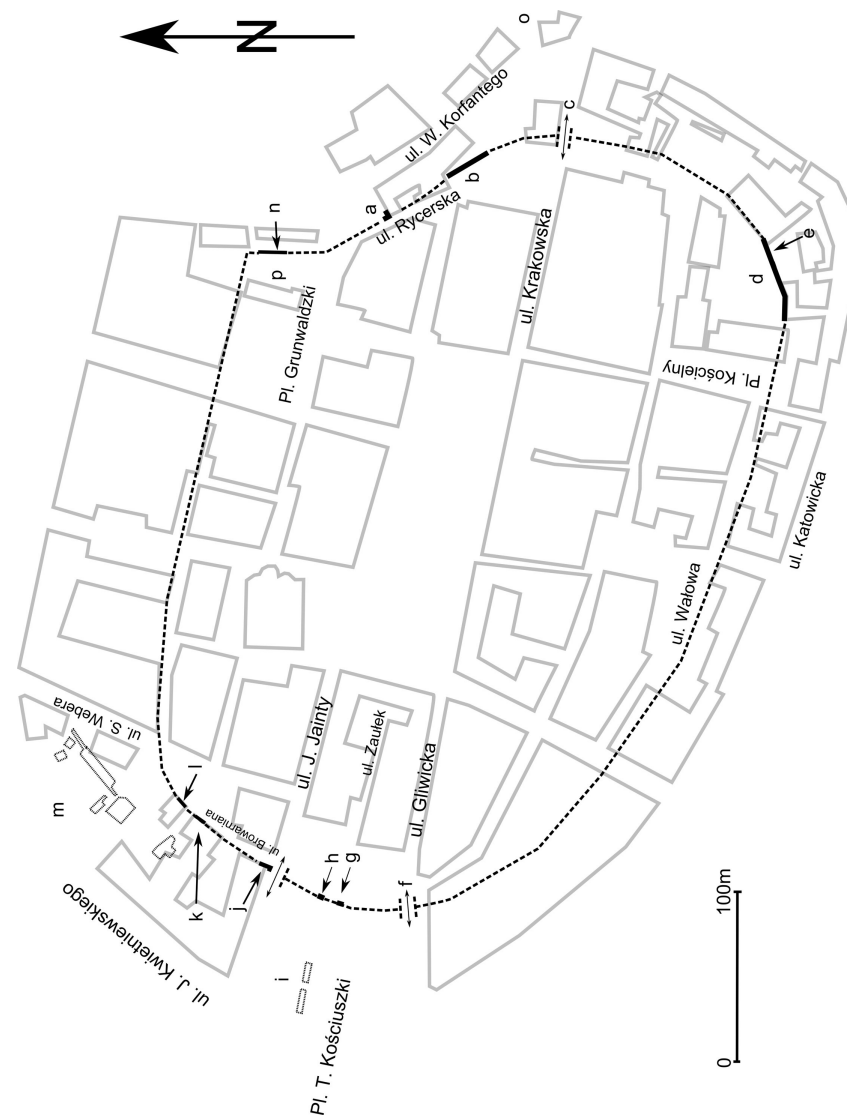 N
o
ul. W. Korfantego
c
b
a
ul. Rycerska
n
p
Pl. Grunwaldzki
ul. Krakowska
e
d
Pl. Kościelny
ul. Katowicka
ul. Wałowa
ul. S. Webera
m
l
ul. J. Jainty
ul. Zaułek
ul. Gliwicka
ul. Browarniana
h
g
f
k
j
ul. J. Kwietniewskiego
i
Pl. T. Kościuszki
100m
0